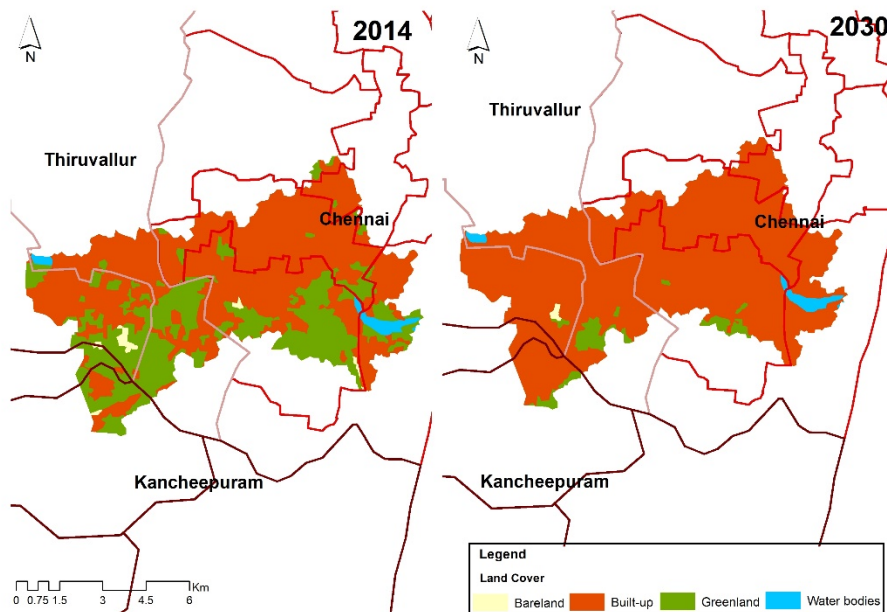 2014
N
Thiruvallur
Chennai
Kancheepuram
Km
0 0.75 1.5 3 4.5 6
2030
N
Thiruvallur
Chennai
Kancheepuram
Legend
Land Cover
Bareland Built-up Greenland Water bodies